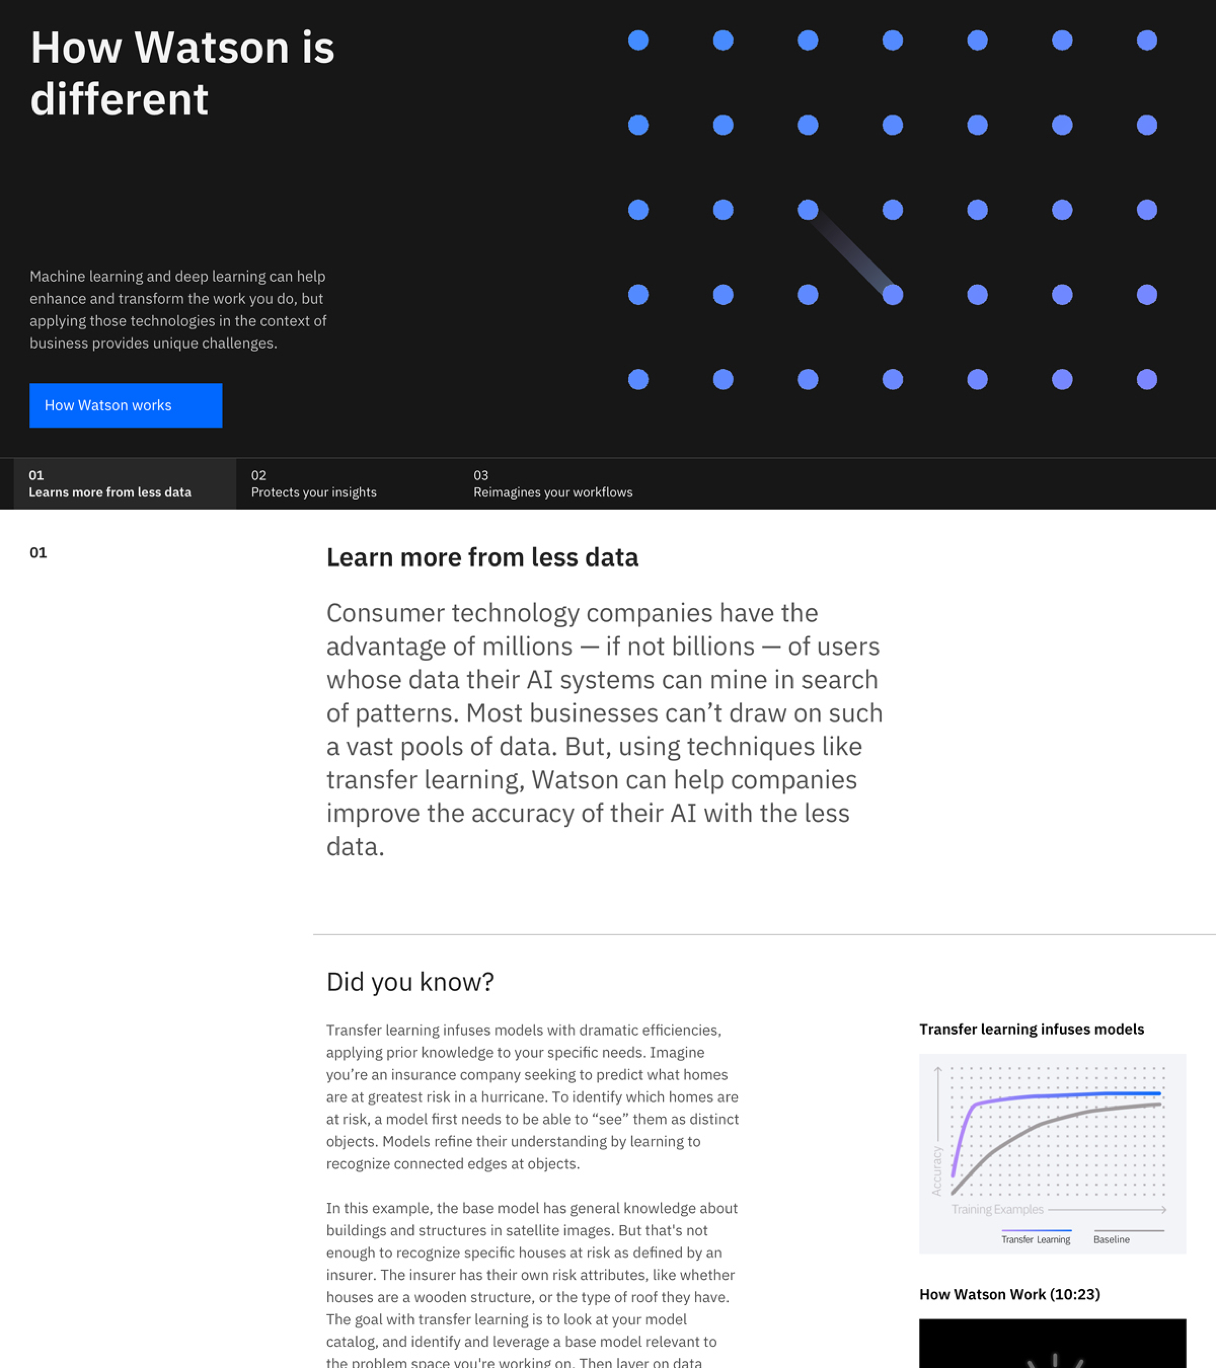 How Watson is
different
Machine learning and deep learning can help
enhance and transform the work you do, but
applying those technologies in the context of
business provides unique challenges.
How Watson works
01
Learns more from less data
02
Protects your insights
03
Reimagines your workflows
01
Learn more from less data
Consumer technology companies have the
advantage of millions — if not billions — of users
whose data their AI systems can mine in search
of patterns. Most businesses can’t draw on such
a vast pools of data. But, using techniques like
transfer learning, Watson can help companies
improve the accuracy of their AI with the less
data.
Did you know?
Transfer learning infuses models with dramatic efficiencies,
applying prior knowledge to your specific needs. Imagine
you’re an insurance company seeking to predict what homes
are at greatest risk in a hurricane. To identify which homes are
at risk, a model first needs to be able to “see” them as distinct
objects. Models refine their understanding by learning to
recognize connected edges at objects.
In this example, the base model has general knowledge about
buildings and structures in satellite images. But that's not
enough to recognize specific houses at risk as defined by an
insurer. The insurer has their own risk attributes, like whether
houses are a wooden structure, or the type of roof they have.
The goal with transfer learning is to look at your model
catalog, and identify and leverage a base model relevant to
the problem space you're working on. Then layer on data
Transfer learning infuses models
Accuracy
Training Examples
Transfer Learning
Baseline
How Watson Work (10:23)